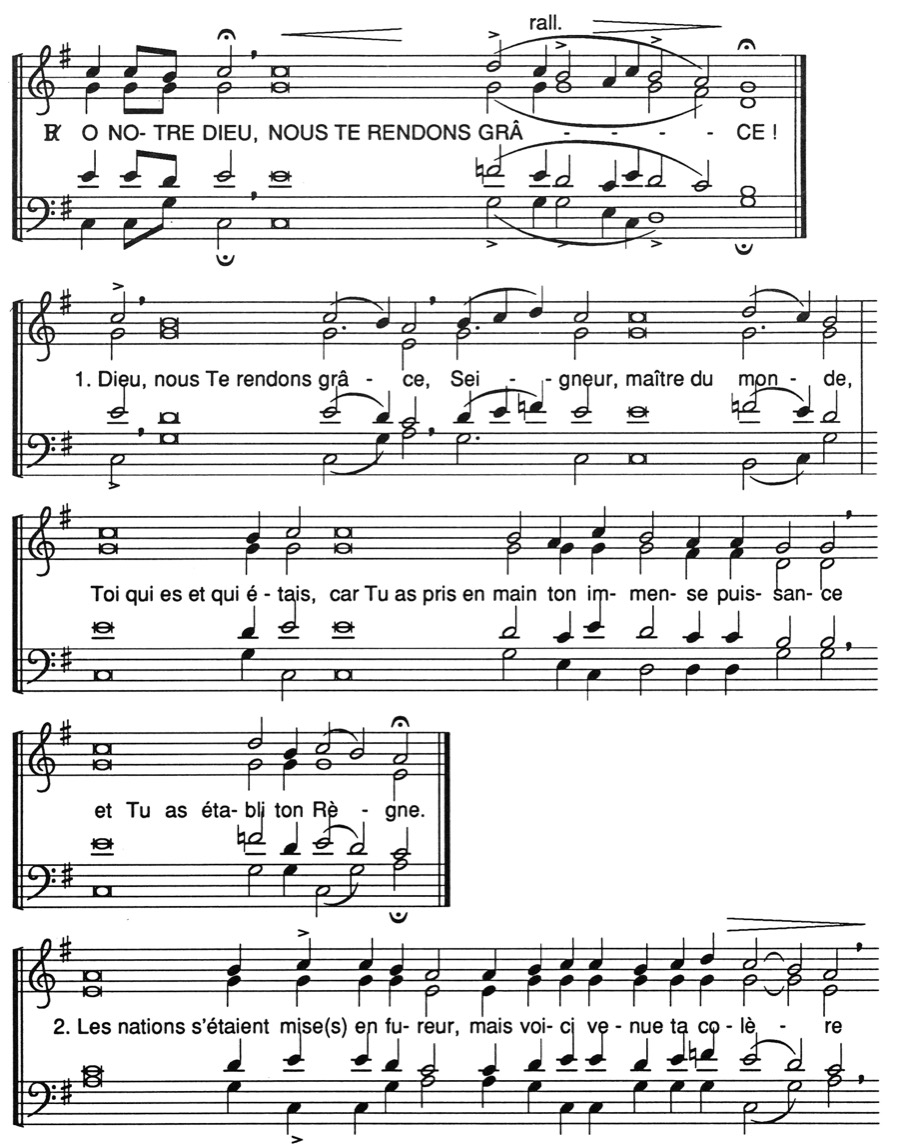 rall.
℟ O NO- TRE DIEU, NOUS TE RENDONS GRÂ - - - - CE !
1. Dieu, nous Te rendons grâ - ce, Sei - - gneur, maître du mon - de,
Toi qui es et qui é - tais, car Tu as pris en main ton im- men- se puis- san- ce
et Tu as éta- bli ton Rè - gne.
2. Les nations s'étaient mise(s) en fu- reur, mais voi- ci ve - nue ta co - lè - re